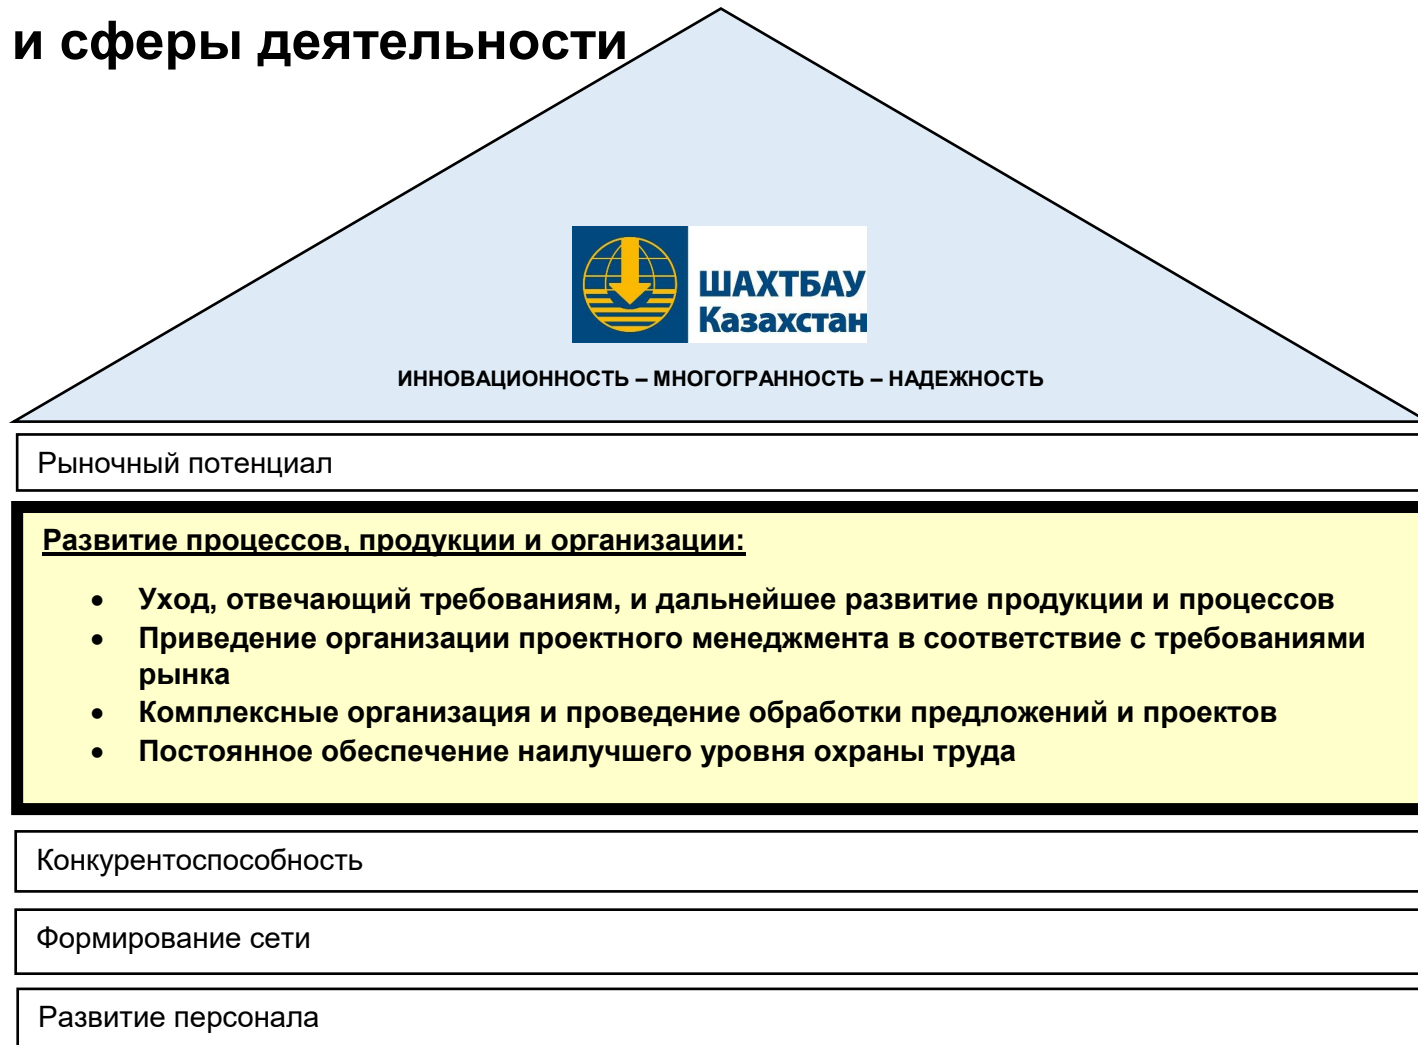 и сферы деятельности
ШАХТБАУ
Казахстан
ИННОВАЦИОННОСТЬ – МНОГОГРАННОСТЬ – НАДЕЖНОСТЬ
Рыночный потенциал
Развитие процессов, продукции и организации:
• Уход, отвечающий требованиям, и дальнейшее развитие продукции и процессов
• Приведение организации проектного менеджмента в соответствие с требованиями
рынка
• Комплексные организация и проведение обработки предложений и проектов
• Постоянное обеспечение наилучшего уровня охраны труда
Конкурентоспособность
Формирование сети
Развитие персонала